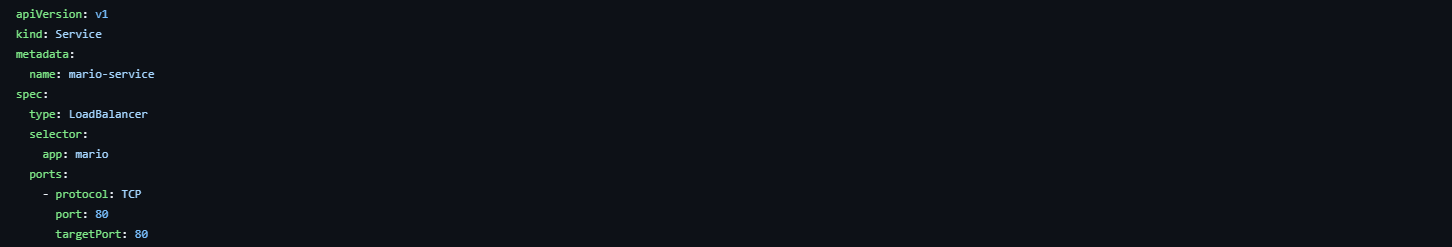 apiVersion: v1
kind: Service
metadata:
  name: mario-service
spec:
  type: LoadBalancer
  selector:
    app: mario
  ports:
    - protocol: TCP
      port: 80
      targetPort: 80